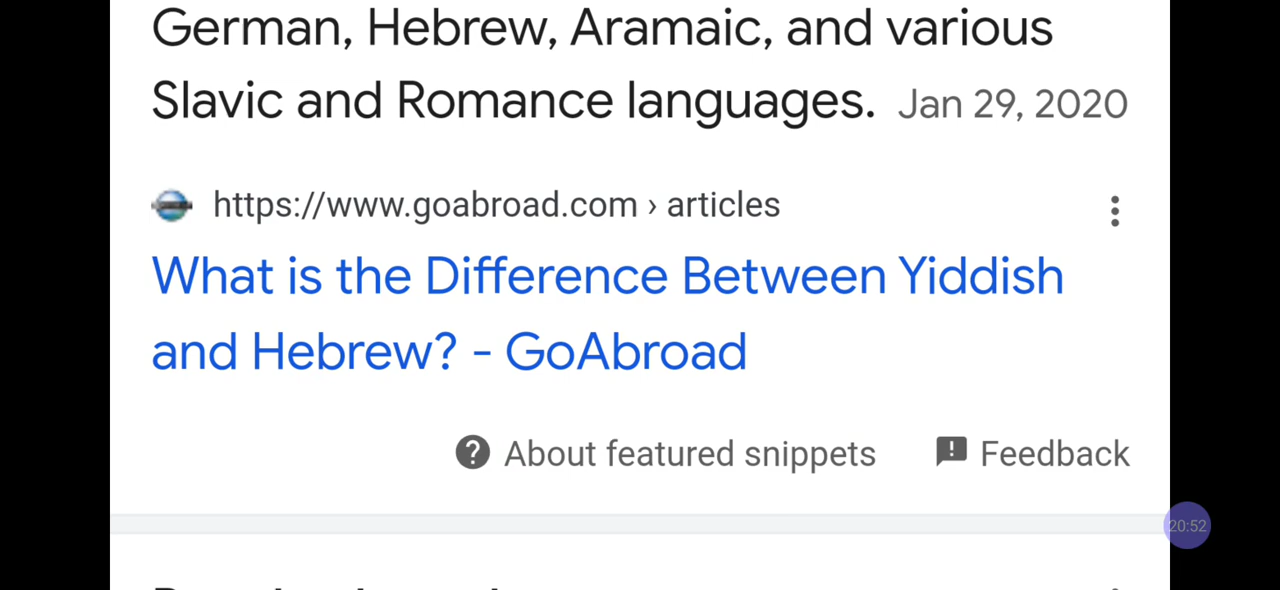 German, Hebrew, Aramaic, and various
Slavic and Romance languages. Jan 29, 2020
https://www.goabroad.com › articles
What is the Difference Between Yiddish
and Hebrew? - GoAbroad
About featured snippets Feedback
20:52